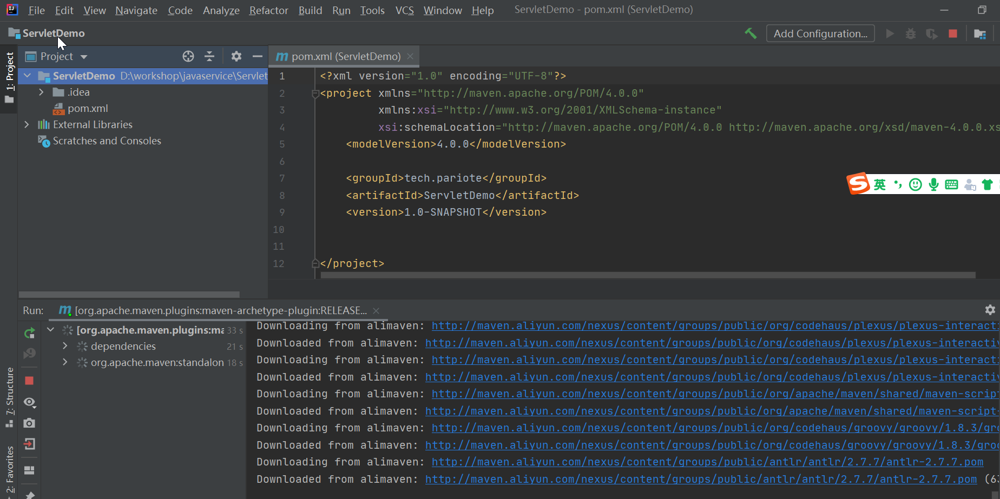 File Edit View Navigate Code Analyze Refactor Build Run Tools VCS Window Help ServletDemo - pom.xml (ServletDemo)
ServletDemo
Add Configuration...
1: Project
Project
pom.xml (ServletDemo)
ServletDemo D:\workshop\javaservice\Servlet
.idea
pom.xml
External Libraries
Scratches and Consoles
1 <?xml version="1.0" encoding="UTF-8"?>
2 <project xmlns="http://maven.apache.org/POM/4.0.0"
3 xmlns:xsi="http://www.w3.org/2001/XMLSchema-instance"
4 xsi:schemaLocation="http://maven.apache.org/POM/4.0.0 http://maven.apache.org/xsd/maven-4.0.0.xs
5 <modelVersion>4.0.0</modelVersion>
6
7 <groupId>tech.pariote</groupId>
8 <artifactId>ServletDemo</artifactId>
9 <version>1.0-SNAPSHOT</version>
10
11
12 </project>
英
Run: [org.apache.maven.plugins:maven-archetype-plugin:RELEASE...
[org.apache.maven.plugins:ma 33 s
dependencies 21 s
org.apache.maven:standalon 18 s
7: Structure
2: Favorites
Downloading from alimaven: http://maven.aliyun.com/nexus/content/groups/public/org/codehaus/plexus/plexus-interacti
Downloaded from alimaven: http://maven.aliyun.com/nexus/content/groups/public/org/codehaus/plexus/plexus-interactiv
Downloading from alimaven: http://maven.aliyun.com/nexus/content/groups/public/org/codehaus/plexus/plexus-interacti
Downloaded from alimaven: http://maven.aliyun.com/nexus/content/groups/public/org/codehaus/plexus/plexus-interactiv
Downloading from alimaven: http://maven.aliyun.com/nexus/content/groups/public/org/apache/maven/shared/maven-scrip
Downloaded from alimaven: http://maven.aliyun.com/nexus/content/groups/public/org/apache/maven/shared/maven-script-
Downloading from alimaven: http://maven.aliyun.com/nexus/content/groups/public/org/codehaus/groovy/groovy/1.8.3/gro
Downloaded from alimaven: http://maven.aliyun.com/nexus/content/groups/public/org/codehaus/groovy/groovy/1.8.3/groo
Downloading from alimaven: http://maven.aliyun.com/nexus/content/groups/public/antlr/antlr/2.7.7/antlr-2.7.7.pom
Downloaded from alimaven: http://maven.aliyun.com/nexus/content/groups/public/antlr/antlr/2.7.7/antlr-2.7.7.pom (63